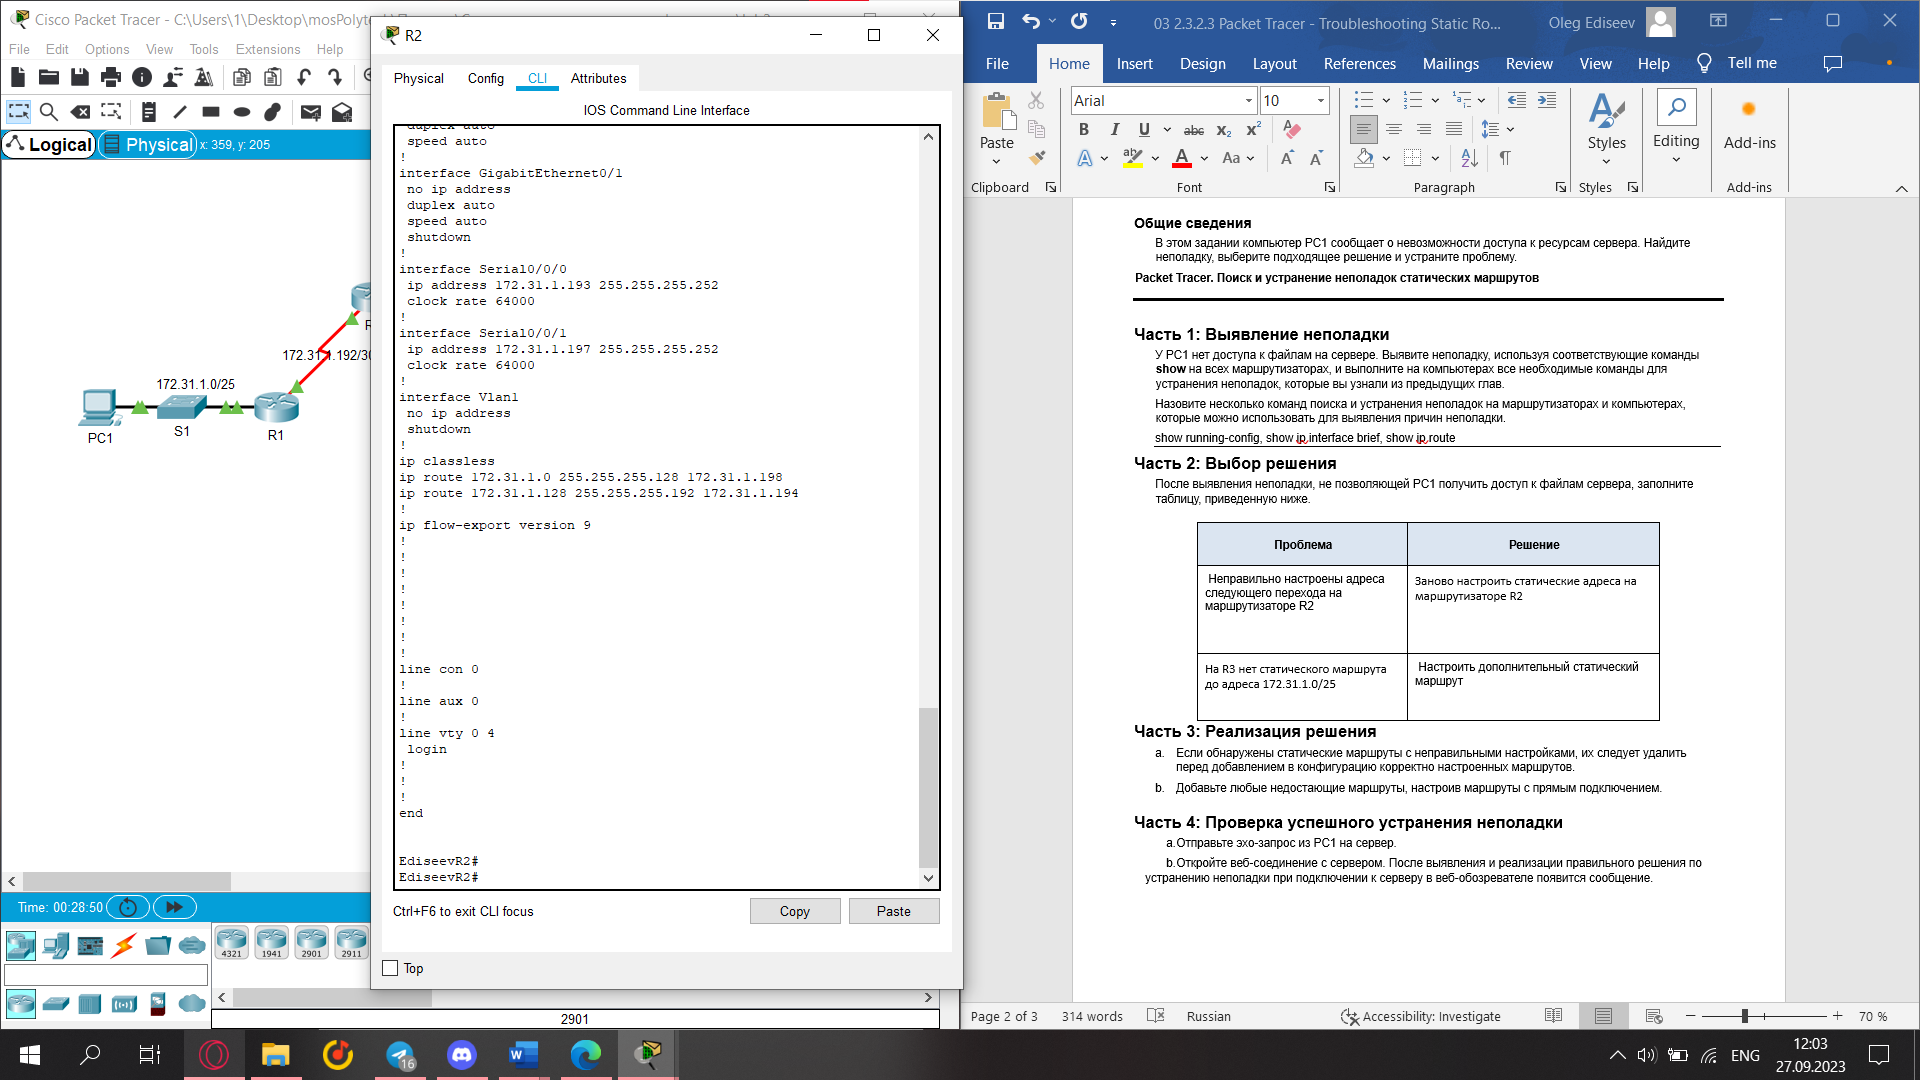 Cisco Packet Tracer - C:\Users\1\Desktop\mosPolyte
File Edit Options View Tools Extensions Help
Logical
Physical
x: 359, y: 205
172.31.1.192/30
172.31.1.0/25
PC1
S1
R1
Time: 00:28:50
4321
1941
2901
2911
2901
R2
Physical Config CLI Attributes
IOS Command Line Interface
duplex auto
speed auto
!
interface GigabitEthernet0/1
no ip address
duplex auto
speed auto
shutdown
!
interface Serial0/0/0
ip address 172.31.1.193 255.255.255.252
clock rate 64000
!
interface Serial0/0/1
ip address 172.31.1.197 255.255.255.252
clock rate 64000
!
interface Vlan1
no ip address
shutdown
!
ip classless
ip route 172.31.1.0 255.255.255.128 172.31.1.198
ip route 172.31.1.128 255.255.255.192 172.31.1.194
!
ip flow-export version 9
!
!
!
!
!
!
!
!
line con 0
!
line aux 0
!
line vty 0 4
login
!
!
!
end
EdiseevR2#
EdiseevR2#
Ctrl+F6 to exit CLI focus
Copy
Paste
Top
03 2.3.2.3 Packet Tracer - Troubleshooting Static Ro...
Oleg Ediseev
File Home Insert Design Layout References Mailings Review View Help Tell me
Paste
Clipboard
Arial
10
Font
Paragraph
Styles
Styles
Editing
Add-ins
Add-ins
Общие сведения
В этом задании компьютер PC1 сообщает о невозможности доступа к ресурсам сервера. Найдите
неполадку, выберите подходящее решение и устраните проблему.
Packet Tracer. Поиск и устранение неполадок статических маршрутов
Часть 1: Выявление неполадки
У PC1 нет доступа к файлам на сервере. Выявите неполадку, используя соответствующие команды
show на всех маршрутизаторах, и выполните на компьютерах все необходимые команды для
устранения неполадок, которые вы узнали из предыдущих глав.
Назовите несколько команд поиска и устранения неполадок на маршрутизаторах и компьютерах,
которые можно использовать для выявления причин неполадки.
show running-config, show ip interface brief, show ip route
Часть 2: Выбор решения
После выявления неполадки, не позволяющей PC1 получить доступ к файлам сервера, заполните
таблицу, приведенную ниже.
Проблема
Решение
Неправильно настроены адреса
следующего перехода на
маршрутизаторе R2
Заново настроить статические адреса на
маршрутизаторе R2
На R3 нет статического маршрута
до адреса 172.31.1.0/25
Настроить дополнительный статический
маршрут
Часть 3: Реализация решения
a. Если обнаружены статические маршруты с неправильными настройками, их следует удалить
перед добавлением в конфигурацию корректно настроенных маршрутов.
b. Добавьте любые недостающие маршруты, настроив маршруты с прямым подключением.
Часть 4: Проверка успешного устранения неполадки
a. Отправьте эхо-запрос из PC1 на сервер.
b. Откройте веб-соединение с сервером. После выявления и реализации правильного решения по
устранению неполадки при подключении к серверу в веб-обозревателе появится сообщение.
Page 2 of 3
314 words
Russian
Accessibility: Investigate
70 %
16
ENG
12:03
27.09.2023